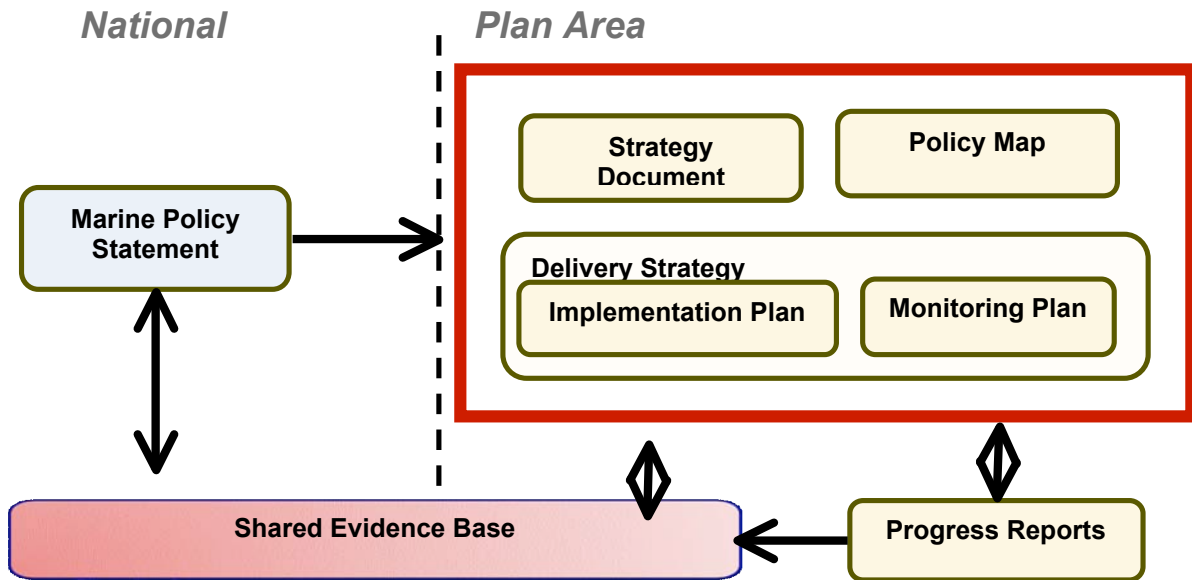 National
Plan Area
Strategy
Document
Policy Map
Marine Policy
Statement
Delivery Strategy
Implementation Plan
Monitoring Plan
Shared Evidence Base
Progress Reports